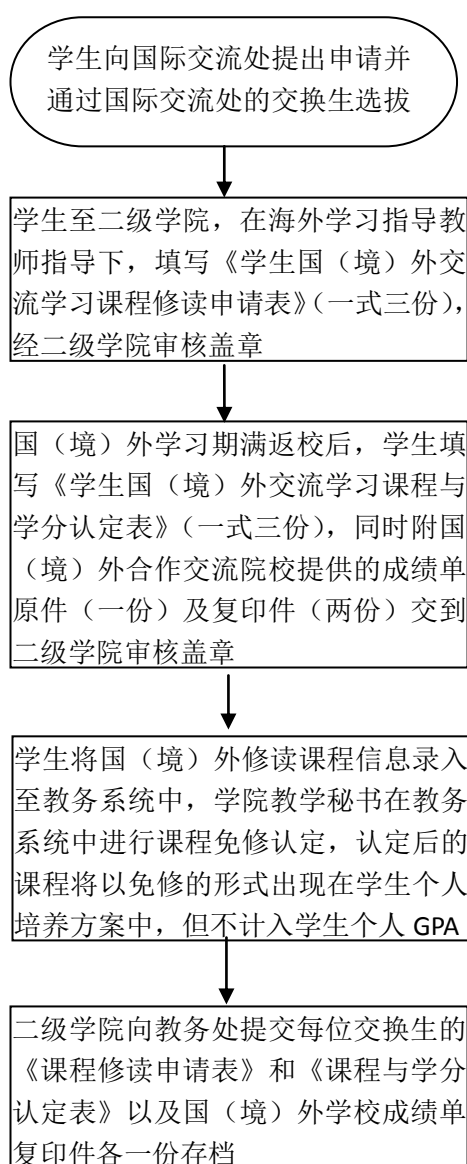 学生向国际交流处提出申请并
通过国际交流处的交换生选拔
学生至二级学院，在海外学习指导教
师指导下，填写《学生国（境）外交
流学习课程修读申请表》（一式三份），
经二级学院审核盖章
国（境）外学习期满返校后，学生填
写《学生国（境）外交流学习课程与
学分认定表》（一式三份），同时附国
（境）外合作交流院校提供的成绩单
原件（一份）及复印件（两份）交到
二级学院审核盖章
学生将国（境）外修读课程信息录入
至教务系统中，学院教学秘书在教务
系统中进行课程免修认定，认定后的
课程将以免修的形式出现在学生个人
培养方案中，但不计入学生个人 GPA
二级学院向教务处提交每位交换生的
《课程修读申请表》和《课程与学分
认定表》以及国（境）外学校成绩单
复印件各一份存档